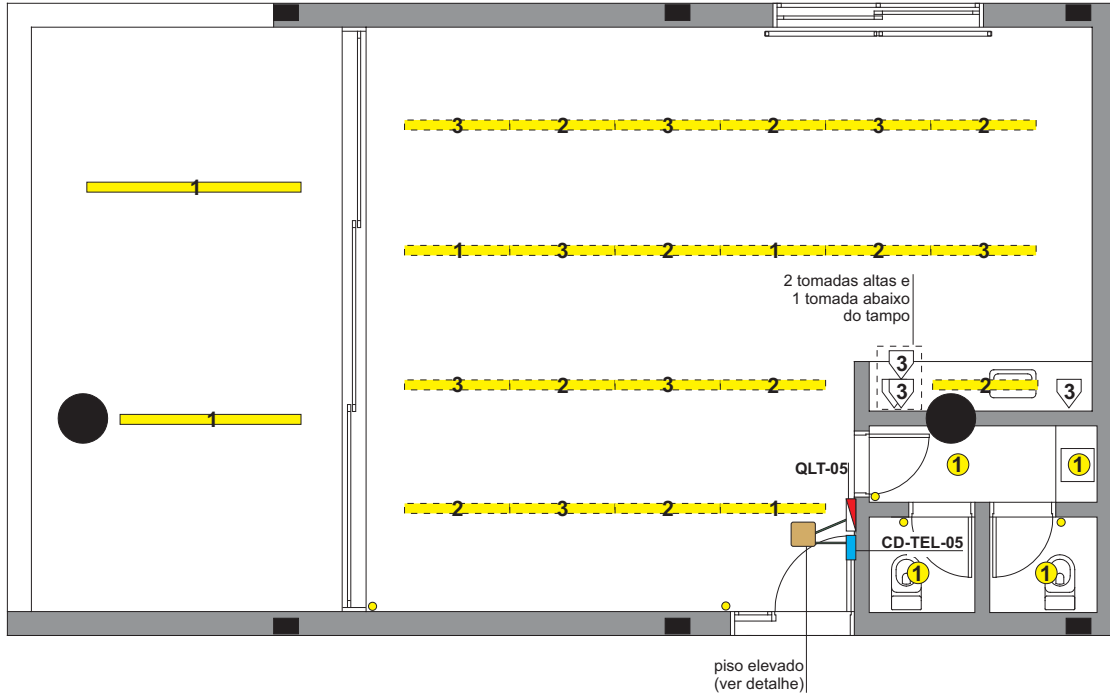 3 2 3 2 3 2
1
1 3 2 1 2 3
2 tomadas altas e
1 tomada abaixo
do tampo
3
3 2 3 2
3 2 3
1
QLT-05
1 1
2 3 2 1
CD-TEL-05
1 1
piso elevado
(ver detalhe)